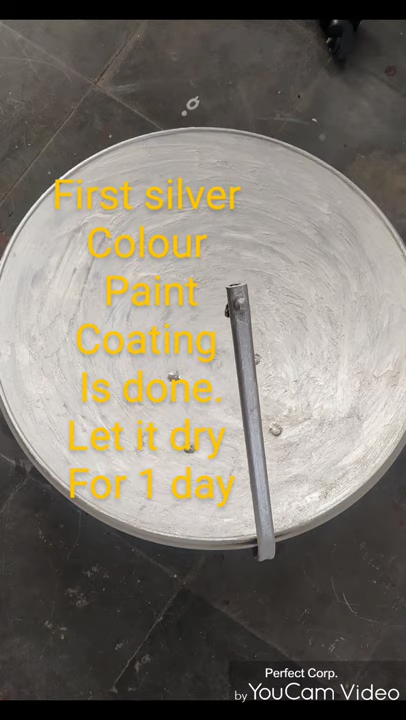 First silver
Colour
Paint
Coating
Is done.
Let it dry
For 1 day
Perfect Corp.
by YouCam Video